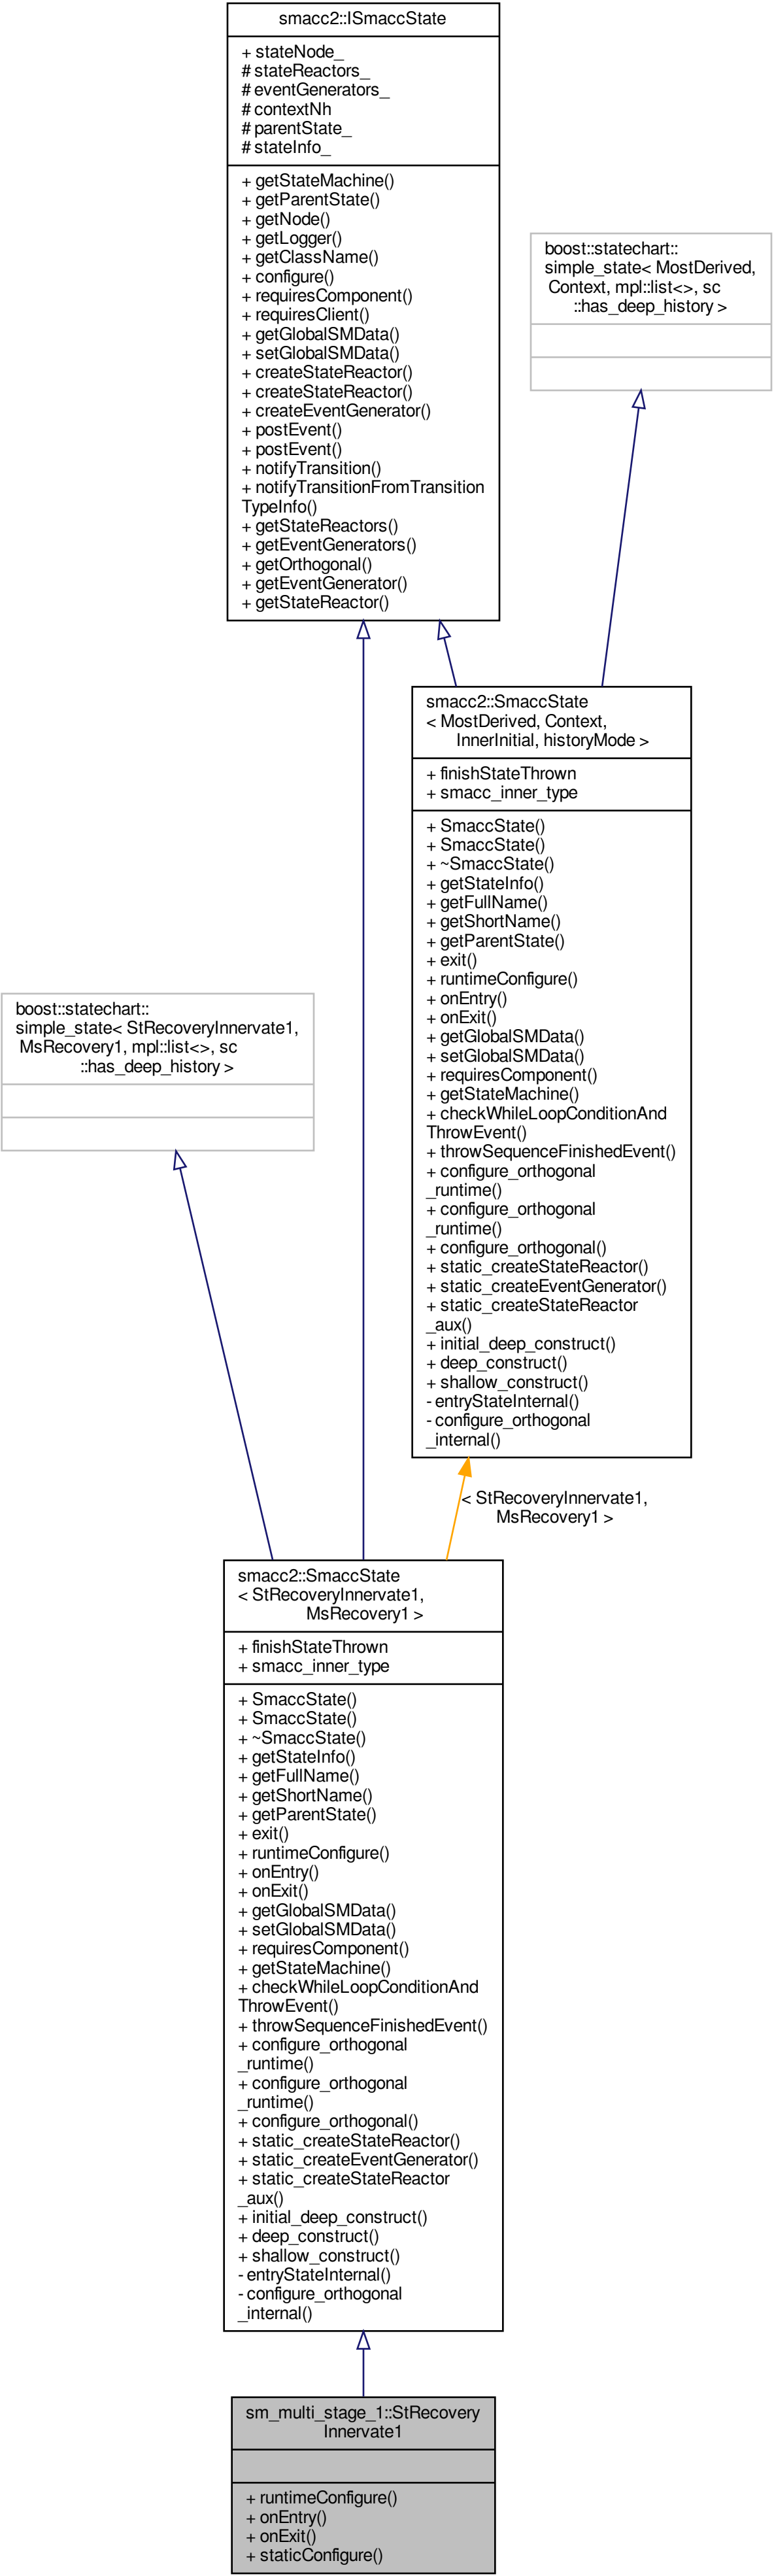 smacc2::ISmaccState
+ stateNode_
# stateReactors_
# eventGenerators_
# contextNh
# parentState_
# stateInfo_
+ getStateMachine()
+ getParentState()
+ getNode()
+ getLogger()
+ getClassName()
+ configure()
+ requiresComponent()
+ requiresClient()
+ getGlobalSMData()
+ setGlobalSMData()
+ createStateReactor()
+ createStateReactor()
+ createEventGenerator()
+ postEvent()
+ postEvent()
+ notifyTransition()
+ notifyTransitionFromTransition
TypeInfo()
+ getStateReactors()
+ getEventGenerators()
+ getOrthogonal()
+ getEventGenerator()
+ getStateReactor()
boost::statechart::
simple_state< MostDerived,
Context, mpl::list<>, sc
::has_deep_history >
smacc2::SmaccState
< MostDerived, Context,
InnerInitial, historyMode >
+ finishStateThrown
+ smacc_inner_type
+ SmaccState()
+ SmaccState()
+ ~SmaccState()
+ getStateInfo()
+ getFullName()
+ getShortName()
+ getParentState()
+ exit()
+ runtimeConfigure()
+ onEntry()
+ onExit()
+ getGlobalSMData()
+ setGlobalSMData()
+ requiresComponent()
+ getStateMachine()
+ checkWhileLoopConditionAnd
ThrowEvent()
+ throwSequenceFinishedEvent()
+ configure_orthogonal
_runtime()
+ configure_orthogonal
_runtime()
+ configure_orthogonal()
+ static_createStateReactor()
+ static_createEventGenerator()
+ static_createStateReactor
_aux()
+ initial_deep_construct()
+ deep_construct()
+ shallow_construct()
- entryStateInternal()
- configure_orthogonal
_internal()
boost::statechart::
simple_state< StRecoveryInnervate1,
MsRecovery1, mpl::list<>, sc
::has_deep_history >
< StRecoveryInnervate1,
MsRecovery1 >
smacc2::SmaccState
< StRecoveryInnervate1,
MsRecovery1 >
+ finishStateThrown
+ smacc_inner_type
+ SmaccState()
+ SmaccState()
+ ~SmaccState()
+ getStateInfo()
+ getFullName()
+ getShortName()
+ getParentState()
+ exit()
+ runtimeConfigure()
+ onEntry()
+ onExit()
+ getGlobalSMData()
+ setGlobalSMData()
+ requiresComponent()
+ getStateMachine()
+ checkWhileLoopConditionAnd
ThrowEvent()
+ throwSequenceFinishedEvent()
+ configure_orthogonal
_runtime()
+ configure_orthogonal
_runtime()
+ configure_orthogonal()
+ static_createStateReactor()
+ static_createEventGenerator()
+ static_createStateReactor
_aux()
+ initial_deep_construct()
+ deep_construct()
+ shallow_construct()
- entryStateInternal()
- configure_orthogonal
_internal()
sm_multi_stage_1::StRecovery
Innervate1
+ runtimeConfigure()
+ onEntry()
+ onExit()
+ staticConfigure()